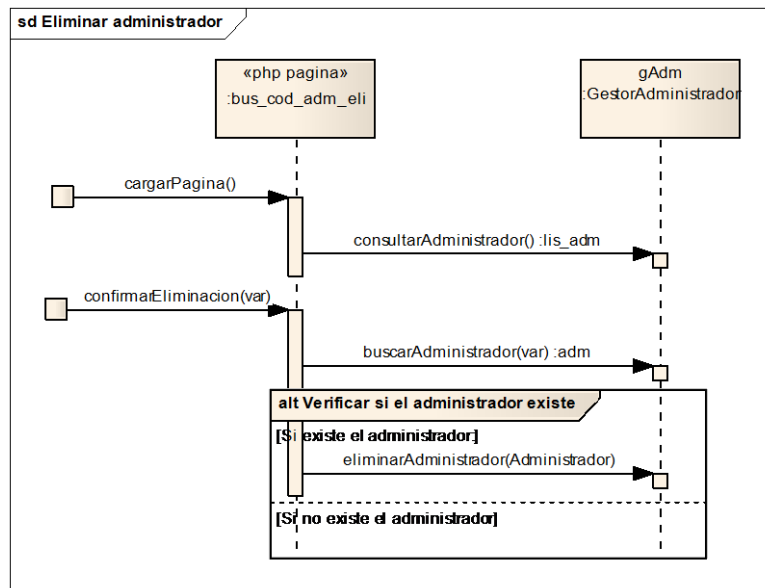 sd Eliminar administrador
«php pagina»
:bus_cod_adm_eli
gAdm
:GestorAdministrador
cargarPagina()
consultarAdministrador() :lis_adm
confirmarEliminacion(var)
buscarAdministrador(var) :adm
alt Verificar si el administrador existe
[Si existe el administrador]
eliminarAdministrador(Administrador)
[Si no existe el administrador]